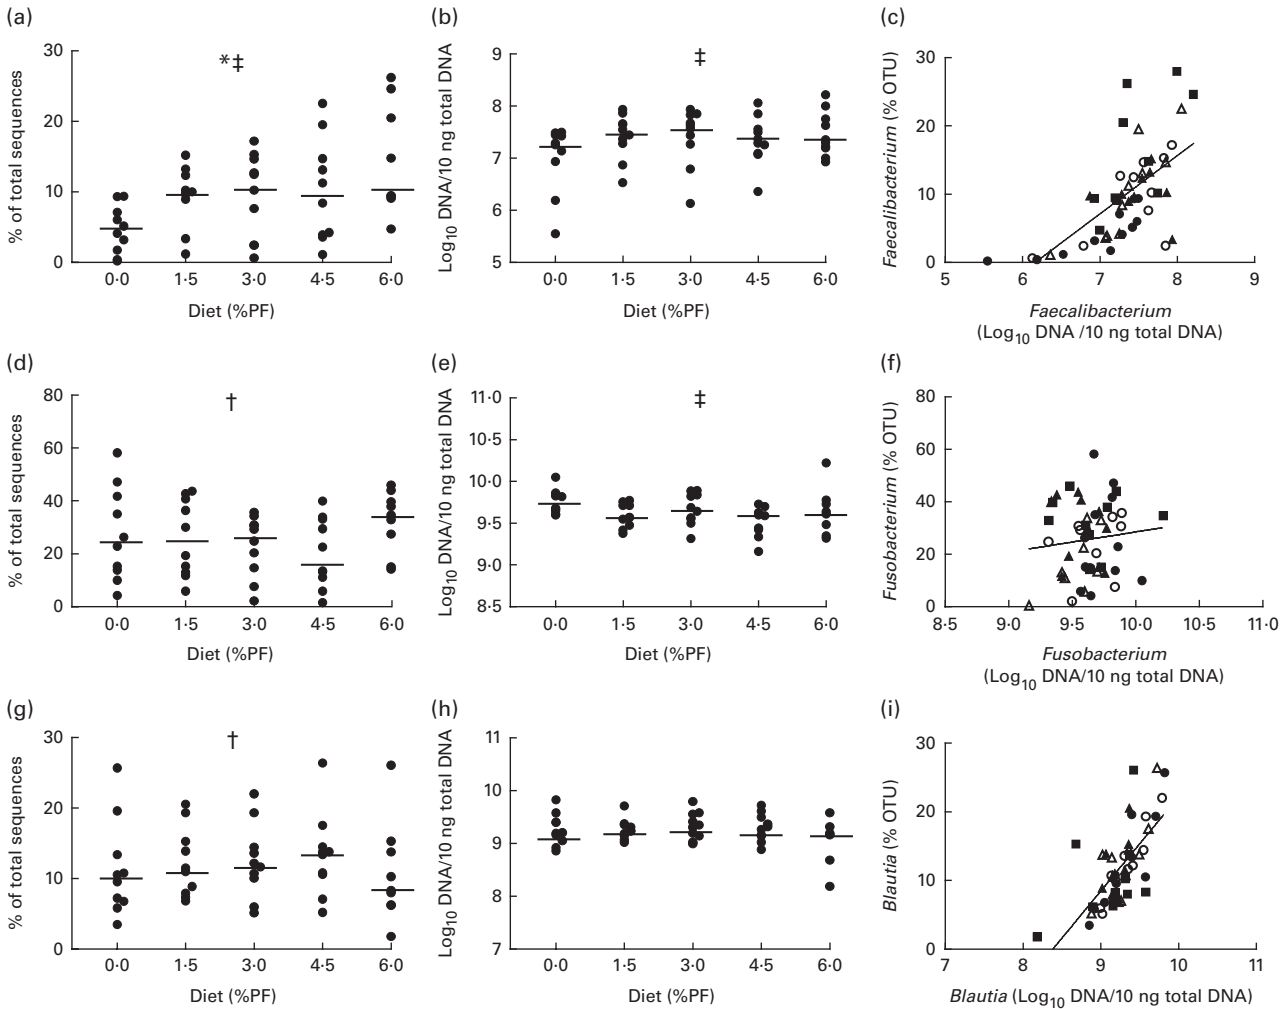 (a)
% of total sequences
30
20
10
0
*‡
0·0 1·5 3·0 4·5 6·0
Diet (%PF)
(b)
Log10 DNA/10 ng total DNA
9
8
7
6
5
‡
0·0 1·5 3·0 4·5 6·0
Diet (%PF)
(c)
Faecalibacterium (% OTU)
30
20
10
0
5 6 7 8 9
Faecalibacterium
(Log10 DNA /10 ng total DNA)
(d)
% of total sequences
80
60
40
20
0
†
0·0 1·5 3·0 4·5 6·0
Diet (%PF)
(e)
Log10 DNA/10 ng total DNA
11·0
10·5
10·0
9·5
9·0
8·5
‡
0·0 1·5 3·0 4·5 6·0
Diet (%PF)
(f)
Fusobacterium (% OTU)
80
60
40
20
0
8·5 9·0 9·5 10·0 10·5 11·0
Fusobacterium
(Log10 DNA/10 ng total DNA)
(g)
% of total sequences
30
20
10
0
†
0·0 1·5 3·0 4·5 6·0
Diet (%PF)
(h)
Log10 DNA/10 ng total DNA
11
10
9
8
7
0·0 1·5 3·0 4·5 6·0
Diet (%PF)
(i)
Blautia (% OTU)
30
20
10
0
7 8 9 10 11
Blautia (Log10 DNA/10 ng total DNA)